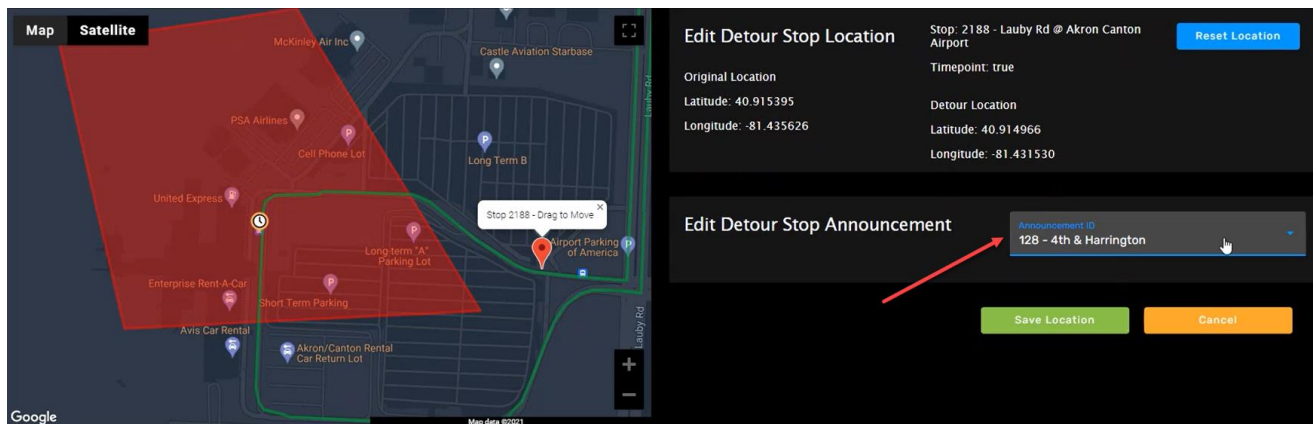 Map Satellite
McKinley Air Inc
Castle Aviation Starbase
Lauby Rd
PSA Airlines
Cell Phone Lot
Long Term B
United Express
Stop 2188 - Drag to Move
Airport Parking
of America
Long-term "A"
Parking Lot
Enterprise Rent-A-Car
Short Term Parking
Avis Car Rental
Akron/Canton Rental
Car Return Lot
Lauby Rd
Google
Map data ©2021
Edit Detour Stop Location
Original Location
Latitude: 40.915395
Longitude: -81.435626
Stop: 2188 - Lauby Rd @ Akron Canton
Airport
Timepoint: true
Detour Location
Latitude: 40.914966
Longitude: -81.431530
Reset Location
Edit Detour Stop Announcement
Announcement ID
128 - 4th & Harrington
Save Location
Cancel